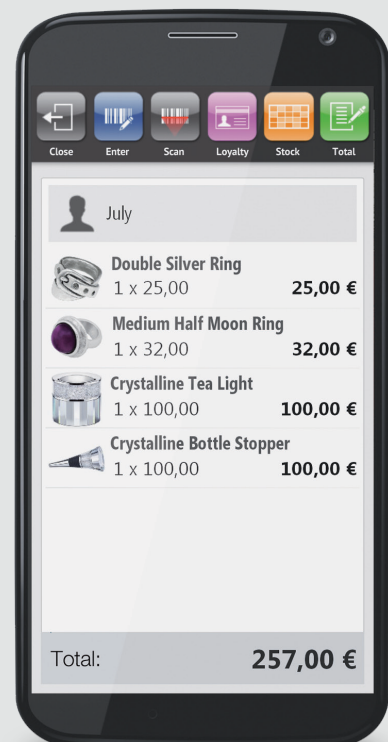 Close Enter Scan Loyalty Stock Total
July
Double Silver Ring
1 x 25,00 25,00 €
Medium Half Moon Ring
1 x 32,00 32,00 €
Crystalline Tea Light
1 x 100,00 100,00 €
Crystalline Bottle Stopper
1 x 100,00 100,00 €
Total: 257,00 €